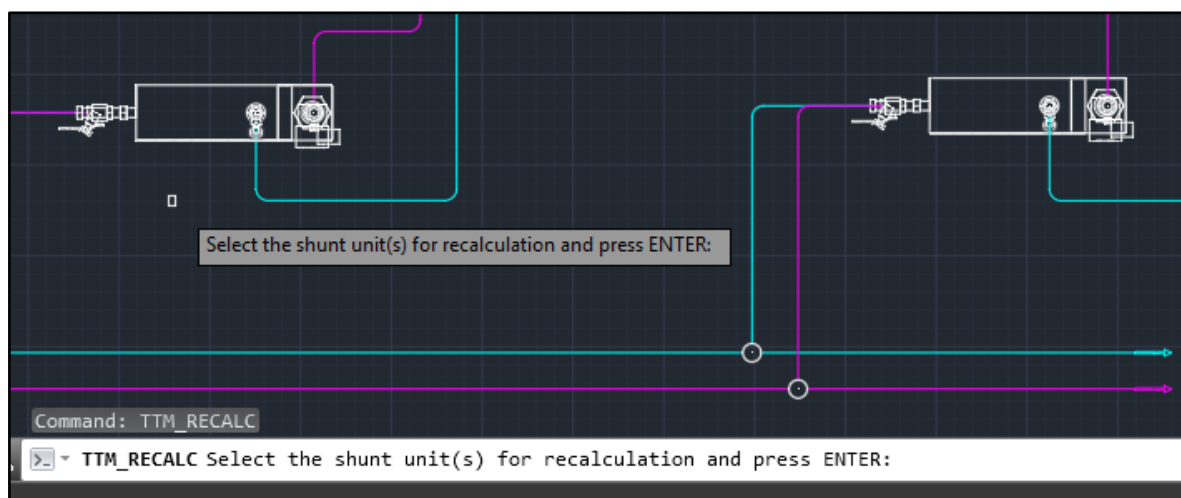 Select the shunt unit(s) for recalculation and press ENTER:
Command: TTM_RECALC
TTM_RECALC Select the shunt unit(s) for recalculation and press ENTER: